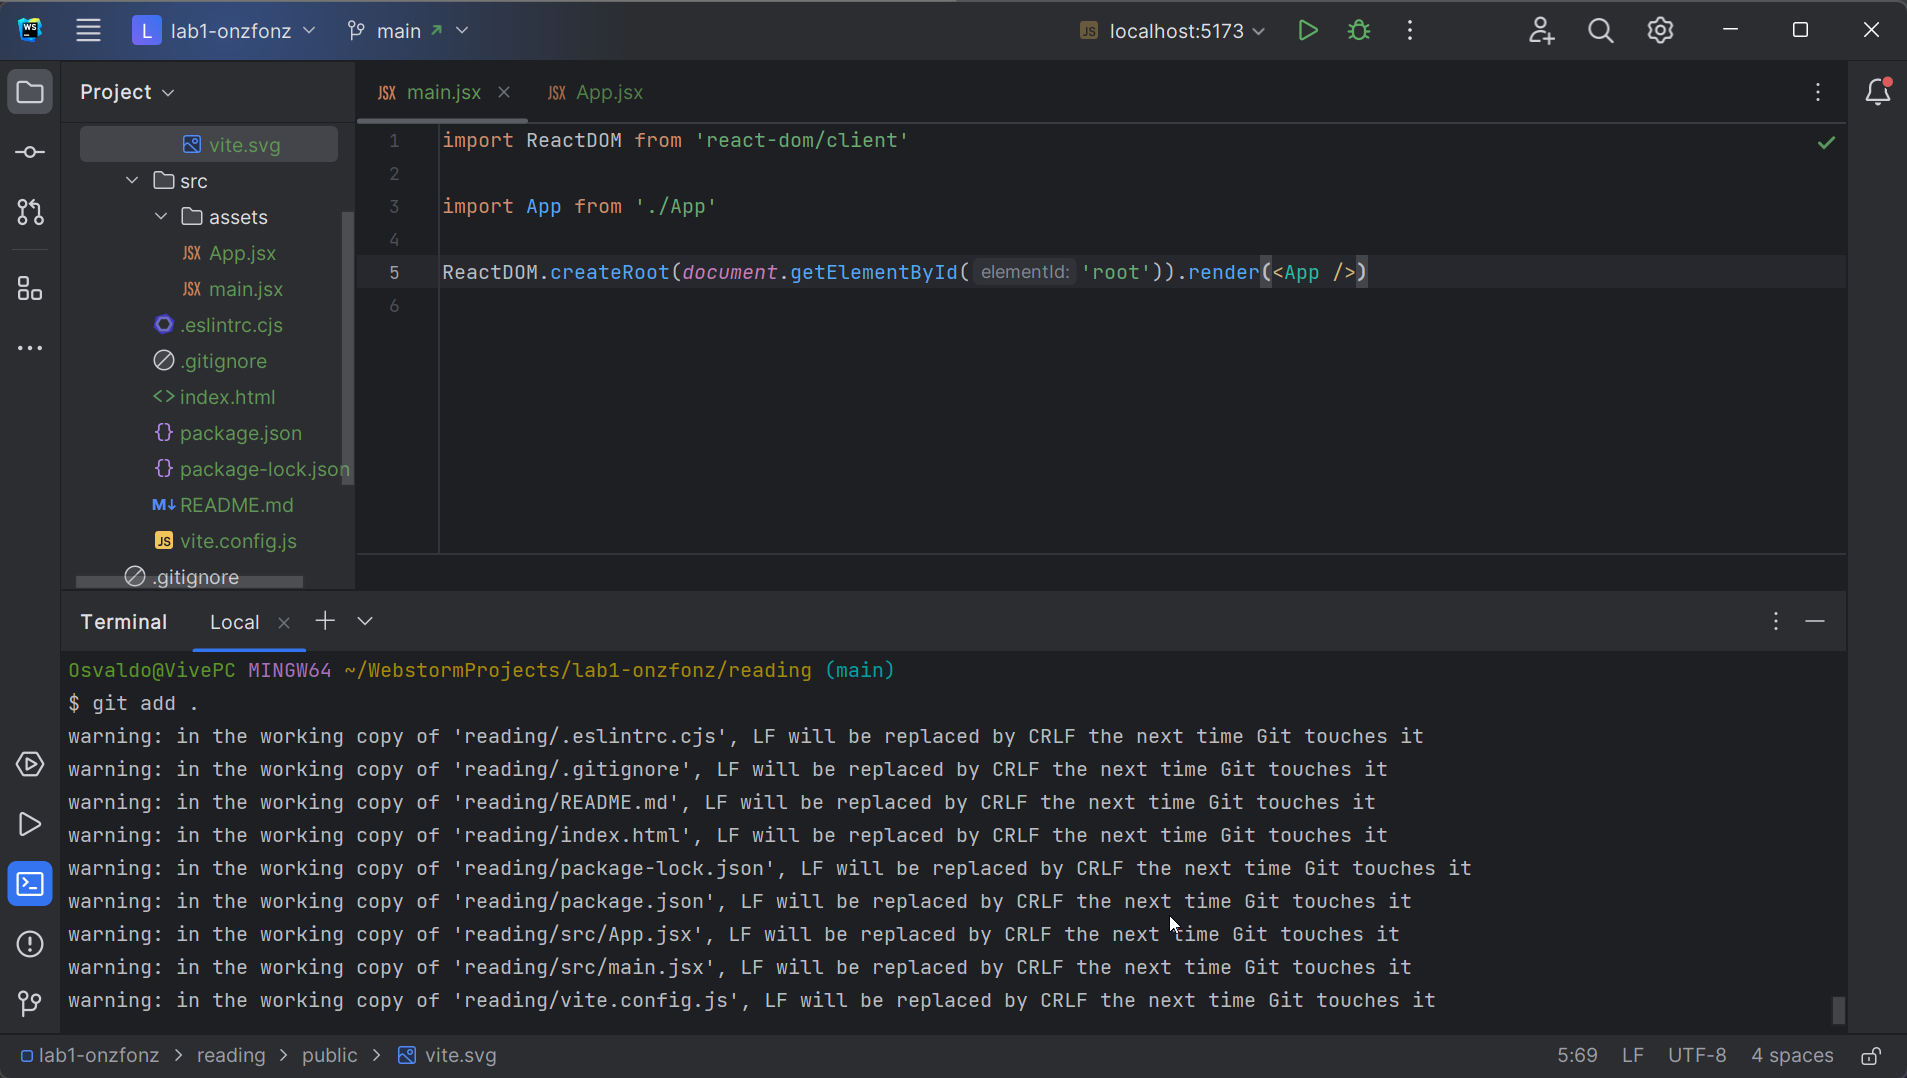 WS
L lab1-onzfonz
main
JS localhost:5173
Project
JSX main.jsx
JSX App.jsx
vite.svg
src
assets
JSX App.jsx
JSX main.jsx
.eslintrc.cjs
.gitignore
<> index.html
{} package.json
{} package-lock.json
M↓ README.md
JS vite.config.js
.gitignore
1 import ReactDOM from 'react-dom/client'
2
3 import App from './App'
4
5 ReactDOM.createRoot(document.getElementById( elementId: 'root')).render(<App />)
6
Terminal
Local
Osvaldo@VivePC MINGW64 ~/WebstormProjects/lab1-onzfonz/reading (main)
$ git add .
warning: in the working copy of 'reading/.eslintrc.cjs', LF will be replaced by CRLF the next time Git touches it
warning: in the working copy of 'reading/.gitignore', LF will be replaced by CRLF the next time Git touches it
warning: in the working copy of 'reading/README.md', LF will be replaced by CRLF the next time Git touches it
warning: in the working copy of 'reading/index.html', LF will be replaced by CRLF the next time Git touches it
warning: in the working copy of 'reading/package-lock.json', LF will be replaced by CRLF the next time Git touches it
warning: in the working copy of 'reading/package.json', LF will be replaced by CRLF the next time Git touches it
warning: in the working copy of 'reading/src/App.jsx', LF will be replaced by CRLF the next time Git touches it
warning: in the working copy of 'reading/src/main.jsx', LF will be replaced by CRLF the next time Git touches it
warning: in the working copy of 'reading/vite.config.js', LF will be replaced by CRLF the next time Git touches it
lab1-onzfonz > reading > public > vite.svg
5:69 LF UTF-8 4 spaces